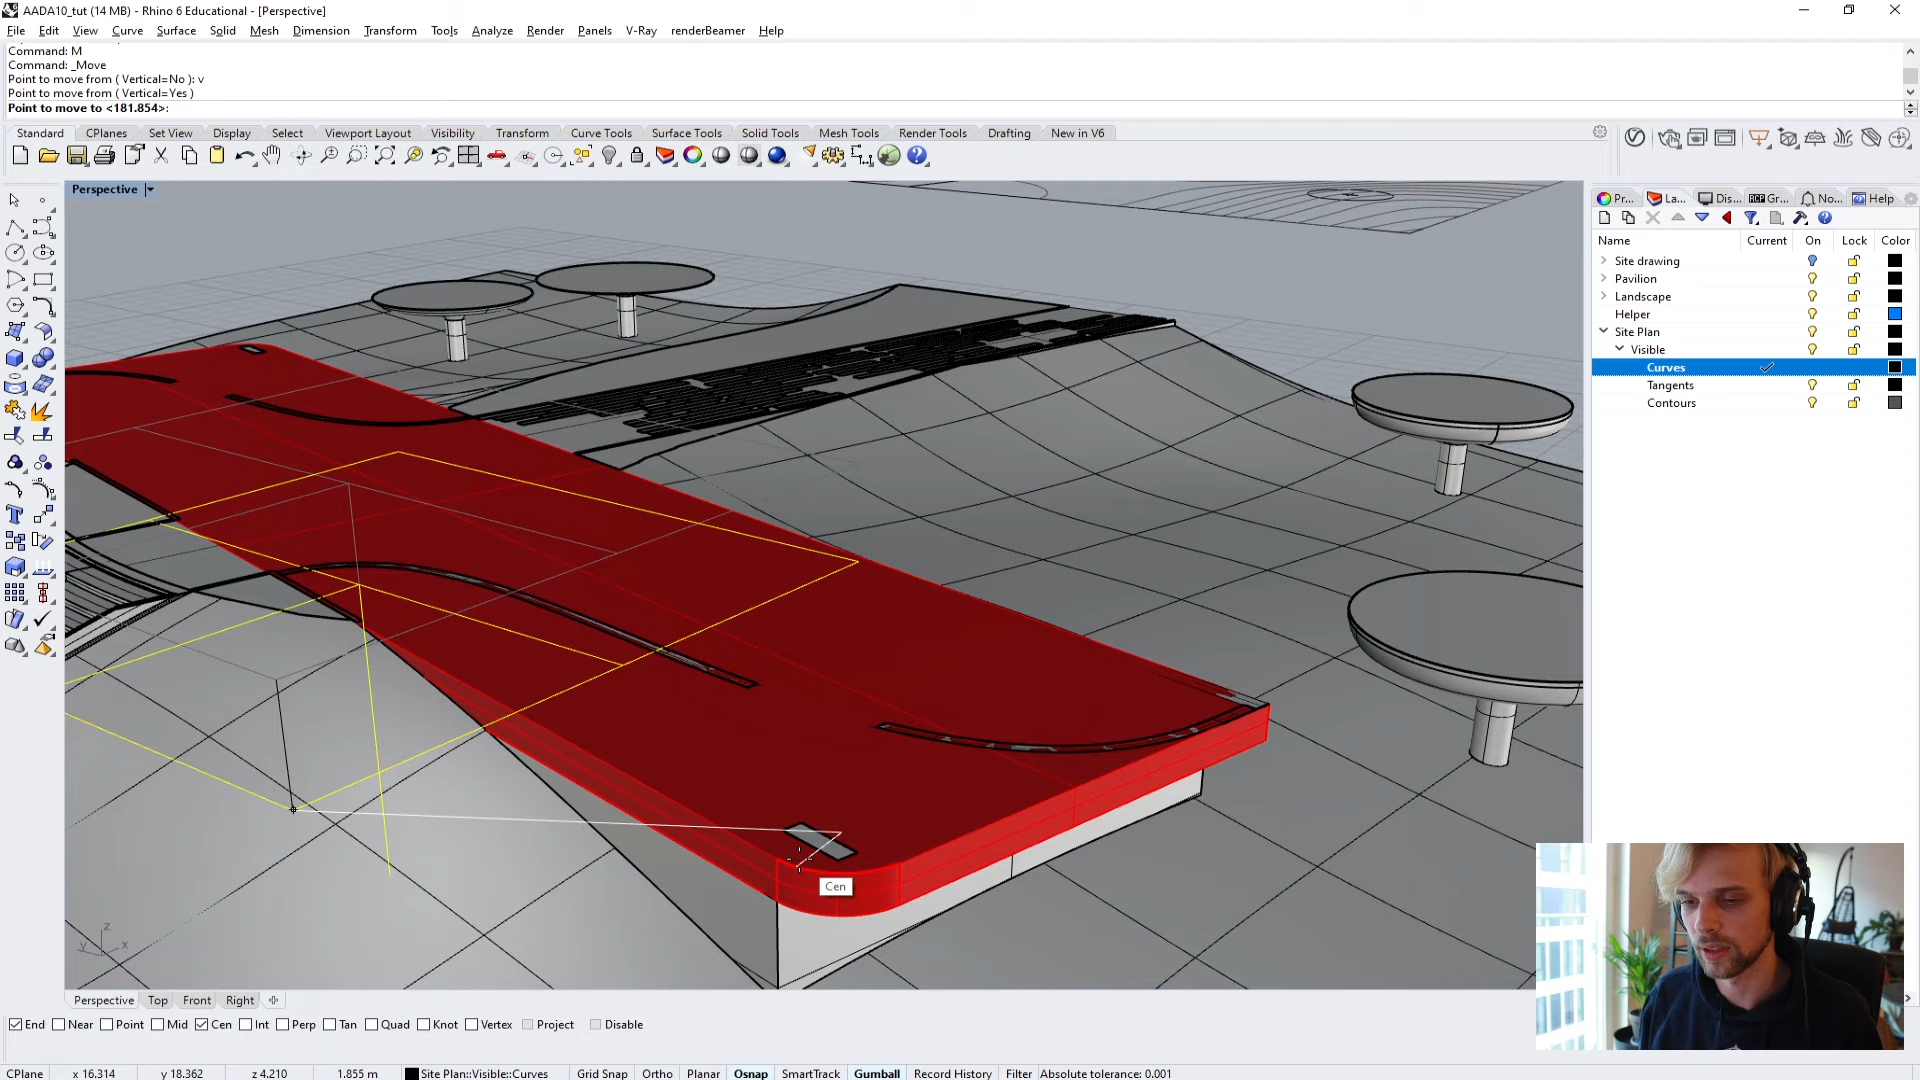 AADA10_tut (14 MB) - Rhino 6 Educational - [Perspective]
File Edit View Curve Surface Solid Mesh Dimension Transform Tools Analyze Render Panels V-Ray renderBeamer Help
Command: M
Command: _Move
Point to move from ( Vertical=No ): v
Point to move from ( Vertical=Yes )
Point to move to <181.854>:
Standard CPlanes Set View Display Select Viewport Layout Visibility Transform Curve Tools Surface Tools Solid Tools Mesh Tools Render Tools Drafting New in V6
Perspective
Pr... La... Dis... Gr... No... Help
Name Current On Lock Color
Site drawing
Pavilion
Landscape
Helper
Site Plan
Visible
Curves
Tangents
Contours
Cen
z
y x
Perspective Top Front Right
End Near Point Mid Cen Int Perp Tan Quad Knot Vertex Project Disable
CPlane x 16.314 y 18.362 z 4.210 1.855 m Site Plan::Visible::Curves Grid Snap Ortho Planar Osnap SmartTrack Gumball Record History Filter Absolute tolerance: 0.001